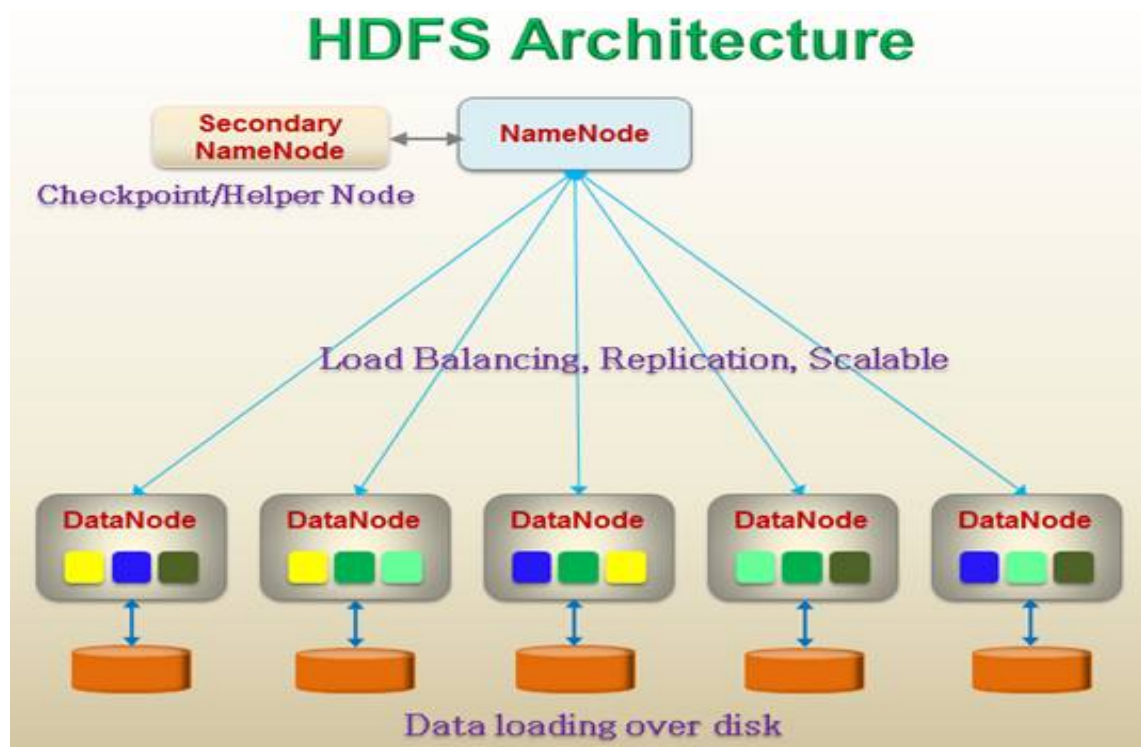 HDFS Architecture
Secondary
NameNode
NameNode
Checkpoint/Helper Node
Load Balancing, Replication, Scalable
DataNode
DataNode
DataNode
DataNode
DataNode
Data loading over disk